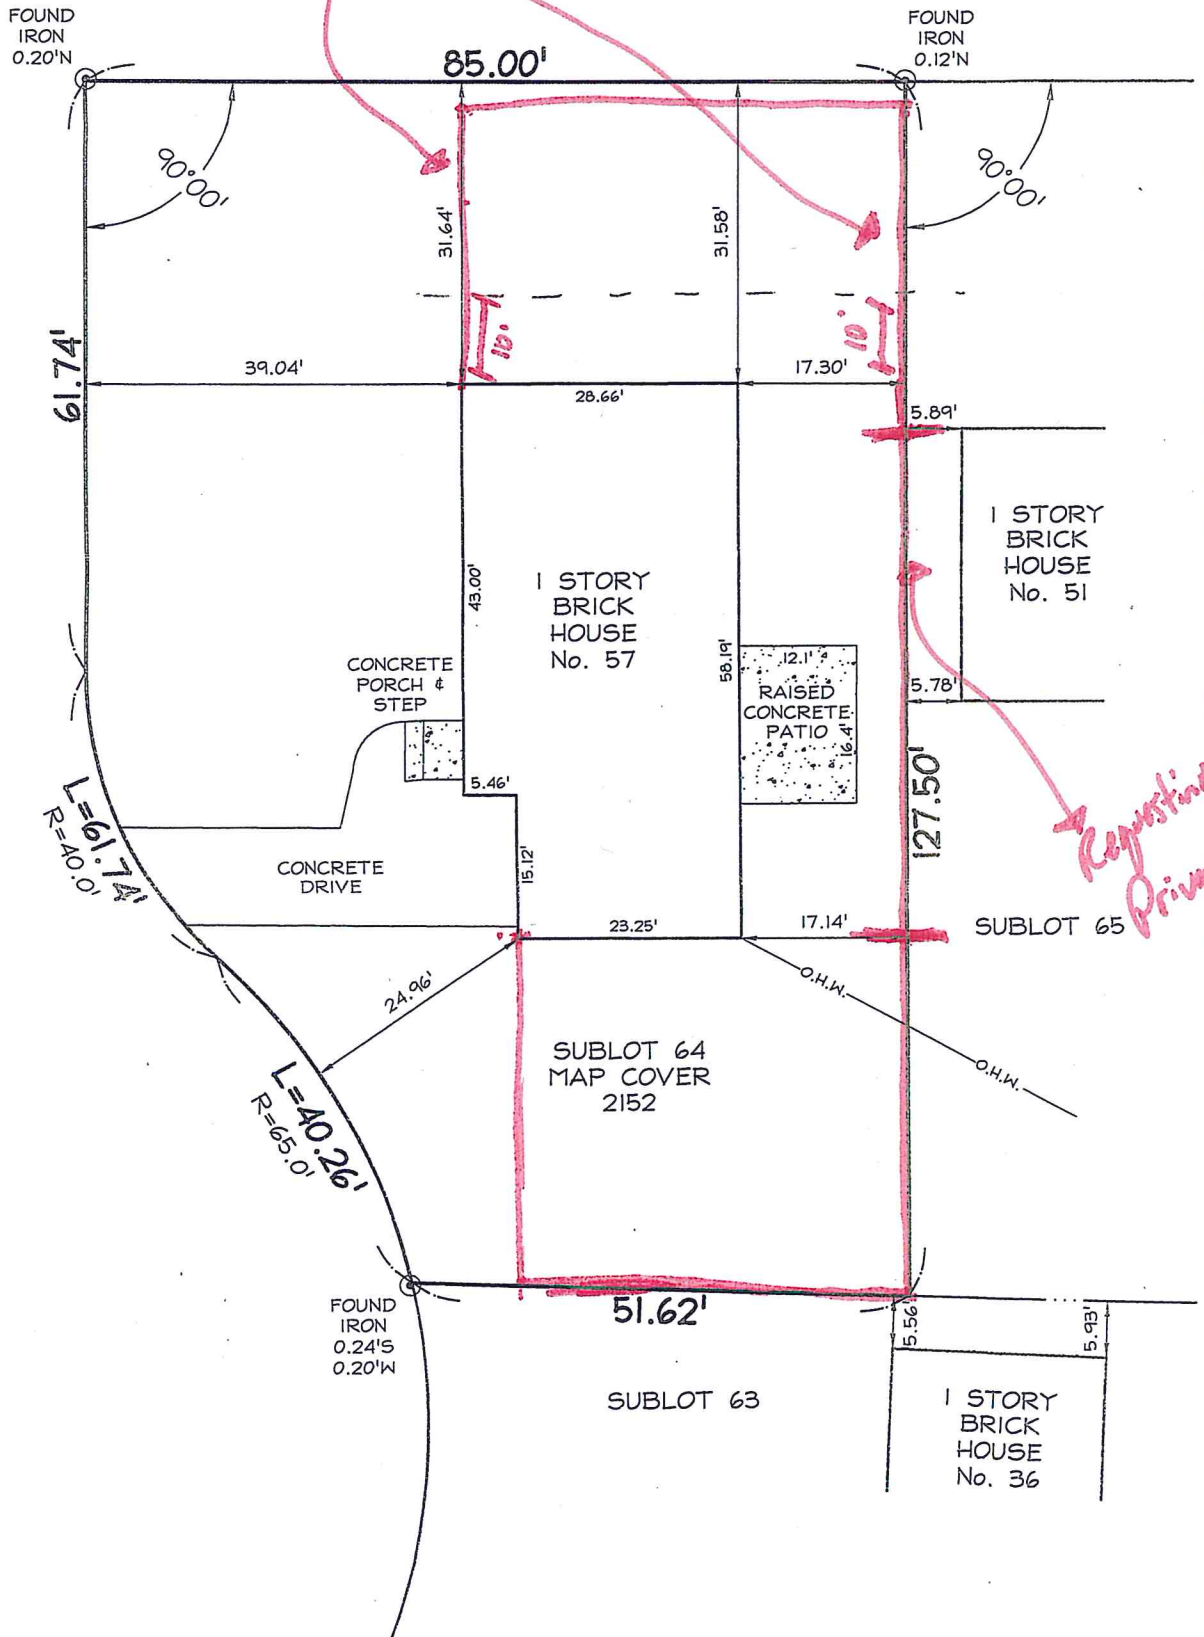 FOUND
IRON
0.20'N
85.00'
FOUND
IRON
0.12'N
90°00'
90°00'
31.64'
31.58'
10'
10'
61.74'
39.04'
28.66'
17.30'
5.89'
1 STORY
BRICK
HOUSE
No. 51
43.00'
1 STORY
BRICK
HOUSE
No. 57
58.19'
CONCRETE
PORCH &
STEP
12.1'
RAISED
CONCRETE
PATIO
16.4'
5.78'
127.50'
5.46'
L=61.74'
R=40.0'
CONCRETE
DRIVE
15.12'
23.25'
17.14'
SUBLOT 65
24.96'
O.H.W.
O.H.W.
SUBLOT 64
MAP COVER
2152
L=40.26'
R=65.0'
FOUND
IRON
0.24'S
0.20'W
51.62'
5.56'
5.93'
SUBLOT 63
1 STORY
BRICK
HOUSE
No. 36